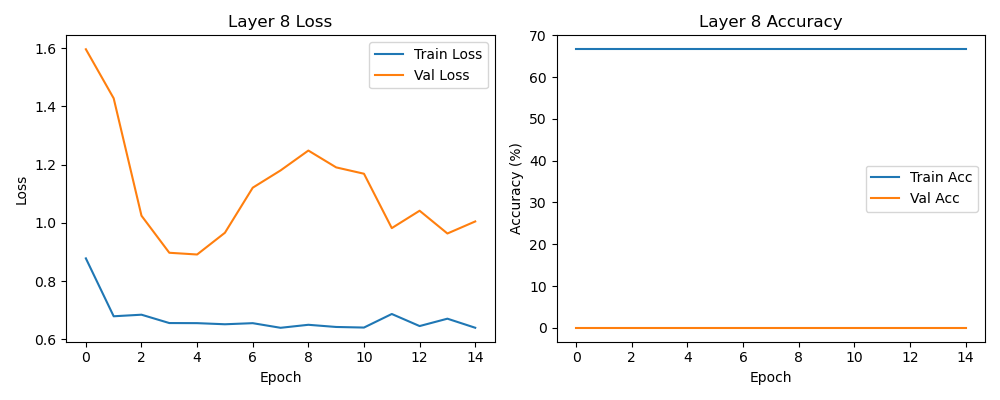 Layer 8 Loss
Layer 8 Accuracy
Loss
1.6
1.4
1.2
1.0
0.8
0.6
Train Loss
Val Loss
0 2 4 6 8 10 12 14
Epoch
Accuracy (%)
70
60
50
40
30
20
10
0
Train Acc
Val Acc
0 2 4 6 8 10 12 14
Epoch